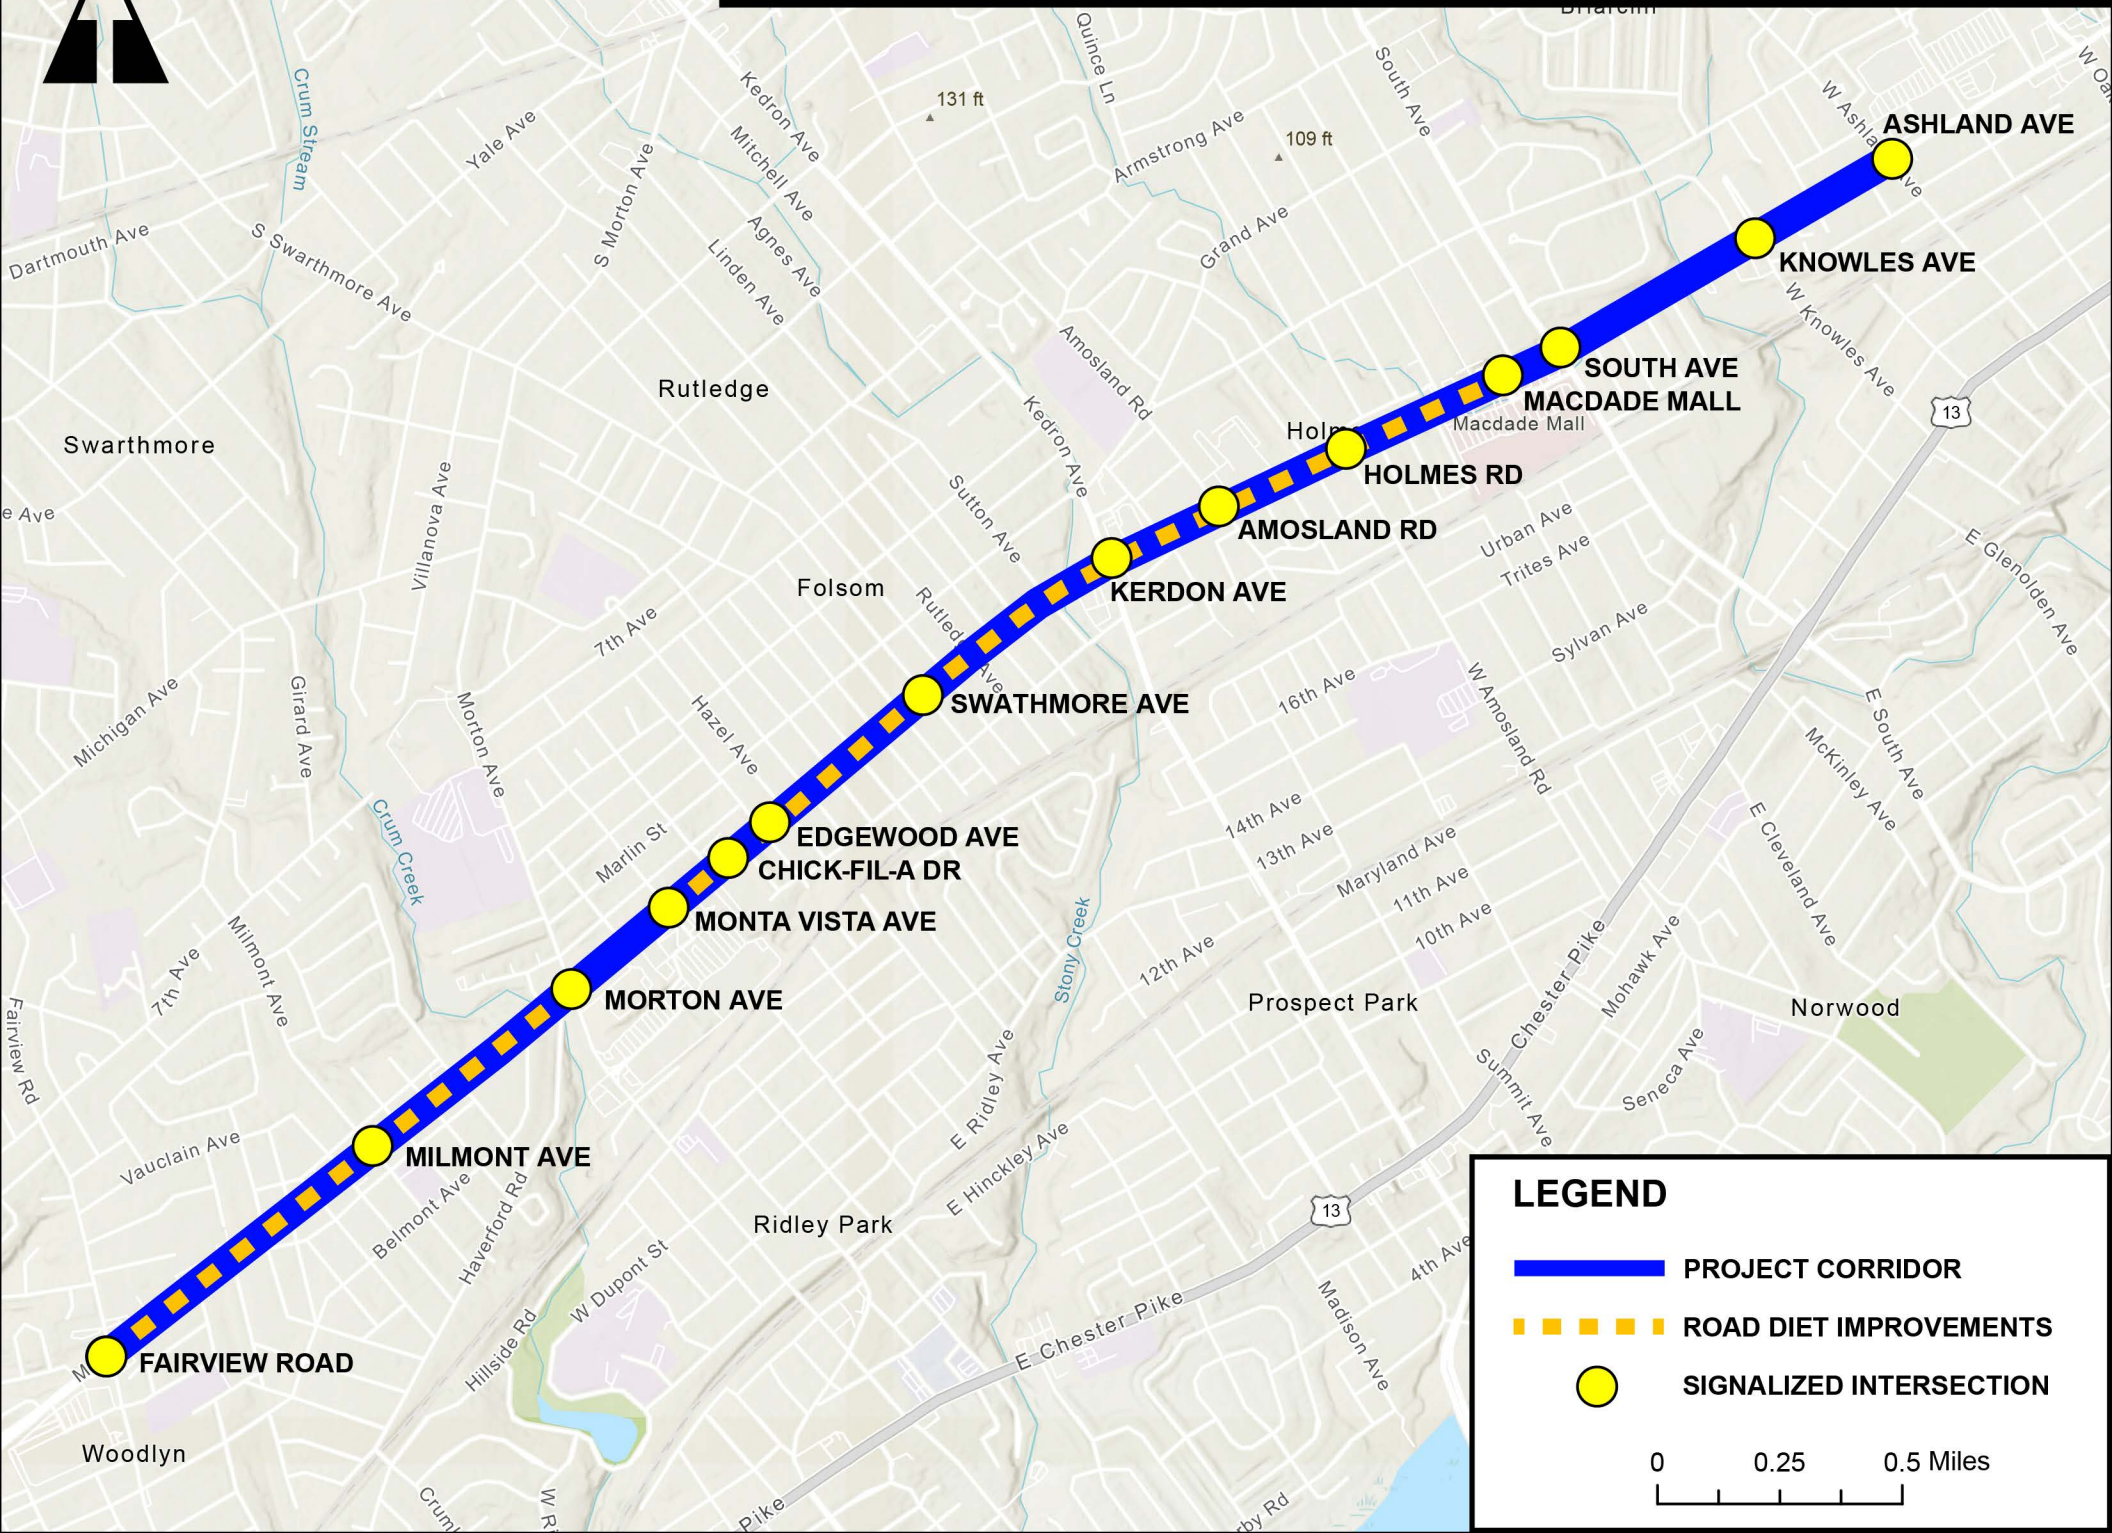 Quince Ln
South Ave
Kedron Ave
131 ft
Crum Stream
Yale Ave
Mitchell Ave
Armstrong Ave
109 ft
ASHLAND AVE
S Morton Ave
Dartmouth Ave
S Swarthmore Ave
Agnes Ave
Linden Ave
Grand Ave
KNOWLES AVE
W Knowles Ave
Amosland Rd
SOUTH AVE
Rutledge
MACDADE MALL
Macdade Mall
13
Swarthmore
Kedron Ave
HOLMES RD
e Ave
Villanova Ave
Sutton Ave
AMOSLAND RD
Urban Ave
Trites Ave
E Glenolden Ave
Folsom
KERDON AVE
7th Ave
Sylvan Ave
Michigan Ave
Girard Ave
Morton Ave
Hazel Ave
SWATHMORE AVE
16th Ave
W Amosland Rd
E South Ave
McKinley Ave
Crum Creek
Marlin St
EDGEWOOD AVE
CHICK-FIL-A DR
14th Ave
13th Ave
Maryland Ave
11th Ave
10th Ave
E Cleveland Ave
MONTA VISTA AVE
Milmont Ave
7th Ave
Stony Creek
12th Ave
Chester Pike
Mohawk Ave
MORTON AVE
Prospect Park
Norwood
Fairview Rd
E Ridley Ave
Summit Ave
Seneca Ave
Vauclain Ave
MILMONT AVE
Belmont Ave
Haverford Rd
E Hinckley Ave
Ridley Park
13
4th Ave
W Dupont St
Hillside Rd
E Chester Pike
Madison Ave
FAIRVIEW ROAD
Woodlyn
Pike
LEGEND
PROJECT CORRIDOR
ROAD DIET IMPROVEMENTS
SIGNALIZED INTERSECTION
0 0.25 0.5 Miles